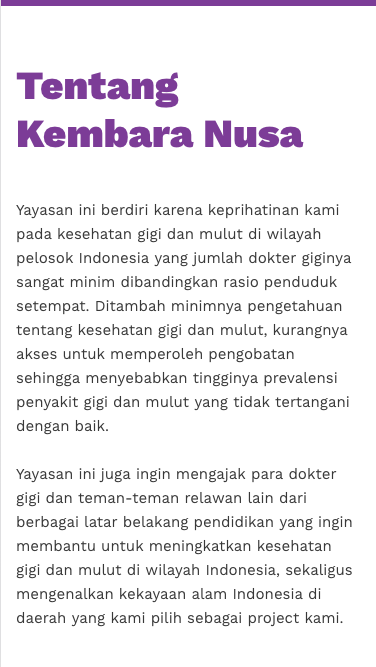 Tentang
Kembara Nusa
Yayasan ini berdiri karena keprihatinan kami
pada kesehatan gigi dan mulut di wilayah
pelosok Indonesia yang jumlah dokter giginya
sangat minim dibandingkan rasio penduduk
setempat. Ditambah minimnya pengetahuan
tentang kesehatan gigi dan mulut, kurangnya
akses untuk memperoleh pengobatan
sehingga menyebabkan tingginya prevalensi
penyakit gigi dan mulut yang tidak tertangani
dengan baik.
Yayasan ini juga ingin mengajak para dokter
gigi dan teman-teman relawan lain dari
berbagai latar belakang pendidikan yang ingin
membantu untuk meningkatkan kesehatan
gigi dan mulut di wilayah Indonesia, sekaligus
mengenalkan kekayaan alam Indonesia di
daerah yang kami pilih sebagai project kami.